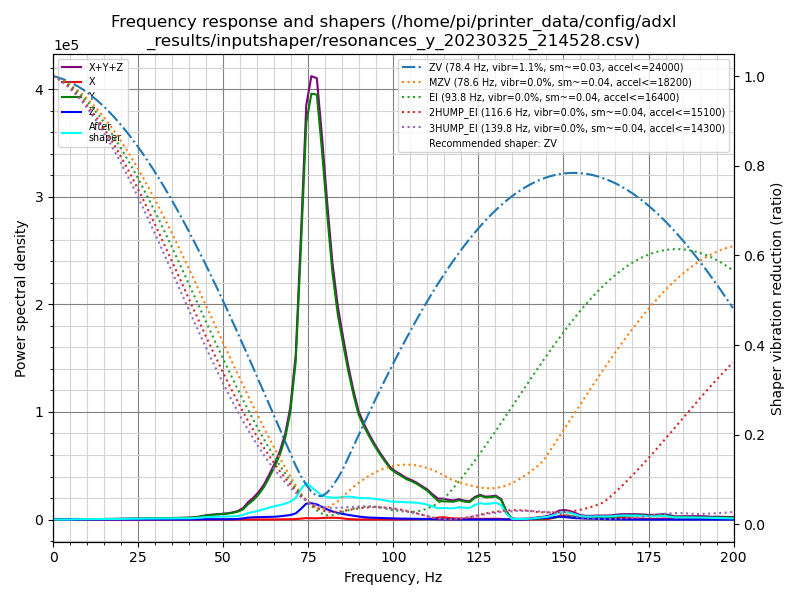 Frequency response and shapers (/home/pi/printer_data/config/adxl
_results/inputshaper/resonances_y_20230325_214528.csv)
1e5
X+Y+Z
X
Y
Z
After
shaper
ZV (78.4 Hz, vibr=1.1%, sm~=0.03, accel<=24000)
MZV (78.6 Hz, vibr=0.0%, sm~=0.04, accel<=18200)
EI (93.8 Hz, vibr=0.0%, sm~=0.04, accel<=16400)
2HUMP_EI (116.6 Hz, vibr=0.0%, sm~=0.04, accel<=15100)
3HUMP_EI (139.8 Hz, vibr=0.0%, sm~=0.04, accel<=14300)
Recommended shaper: ZV
4
3
2
1
0
Power spectral density
1.0
0.8
0.6
0.4
0.2
0.0
Shaper vibration reduction (ratio)
0 25 50 75 100 125 150 175 200
Frequency, Hz